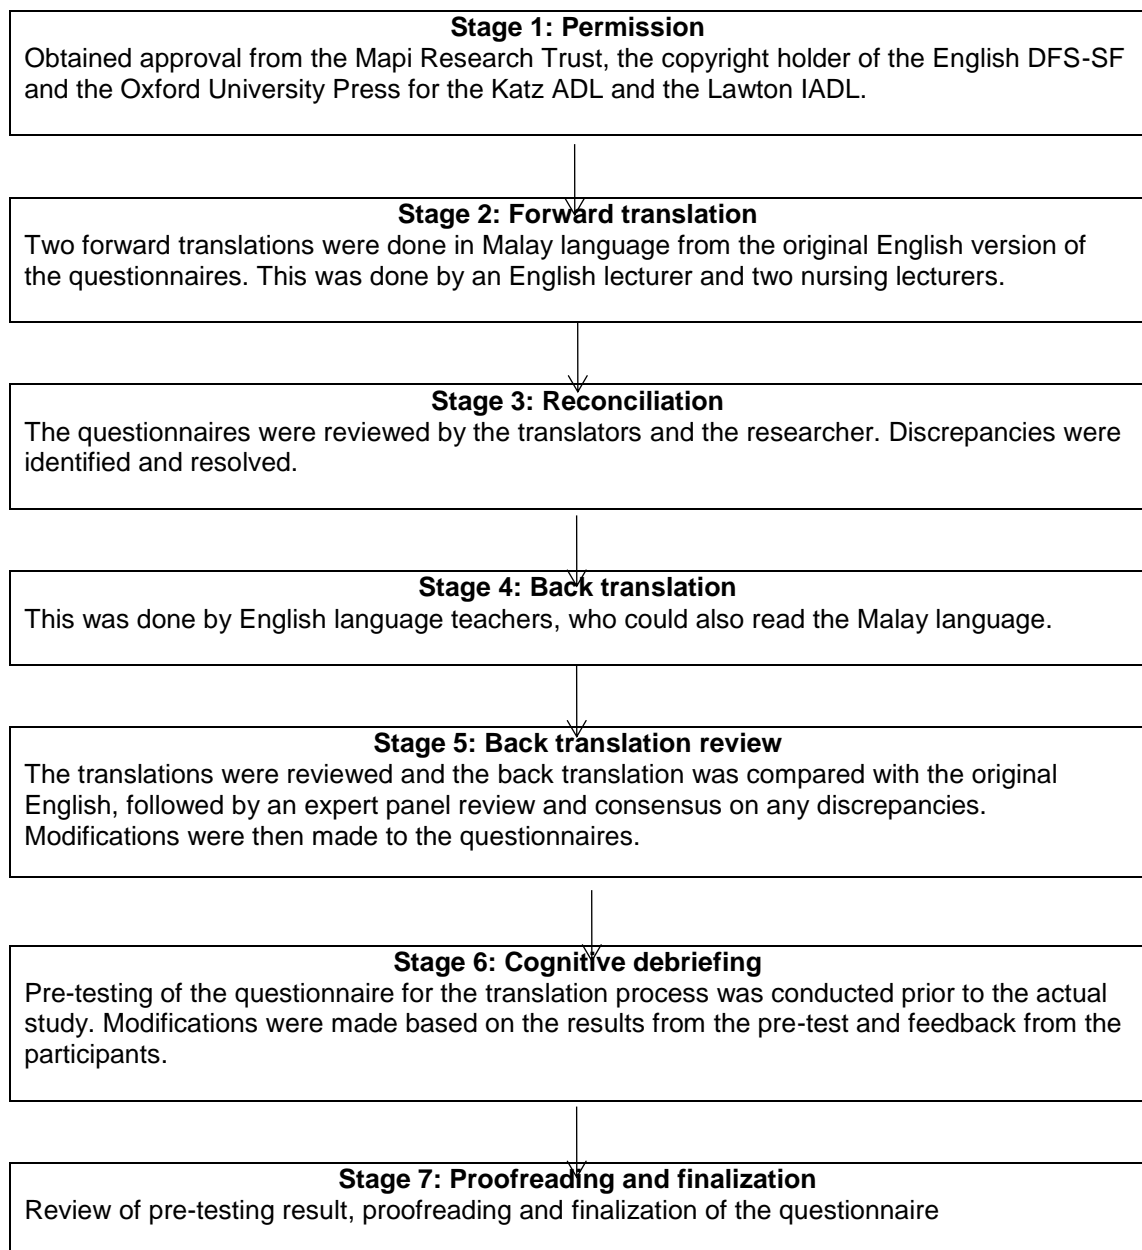 Stage 1: Permission
Obtained approval from the Mapi Research Trust, the copyright holder of the English DFS-SF
and the Oxford University Press for the Katz ADL and the Lawton IADL.
Stage 2: Forward translation
Two forward translations were done in Malay language from the original English version of
the questionnaires. This was done by an English lecturer and two nursing lecturers.
Stage 3: Reconciliation
The questionnaires were reviewed by the translators and the researcher. Discrepancies were
identified and resolved.
Stage 4: Back translation
This was done by English language teachers, who could also read the Malay language.
Stage 5: Back translation review
The translations were reviewed and the back translation was compared with the original
English, followed by an expert panel review and consensus on any discrepancies.
Modifications were then made to the questionnaires.
Stage 6: Cognitive debriefing
Pre-testing of the questionnaire for the translation process was conducted prior to the actual
study. Modifications were made based on the results from the pre-test and feedback from the
participants.
Stage 7: Proofreading and finalization
Review of pre-testing result, proofreading and finalization of the questionnaire